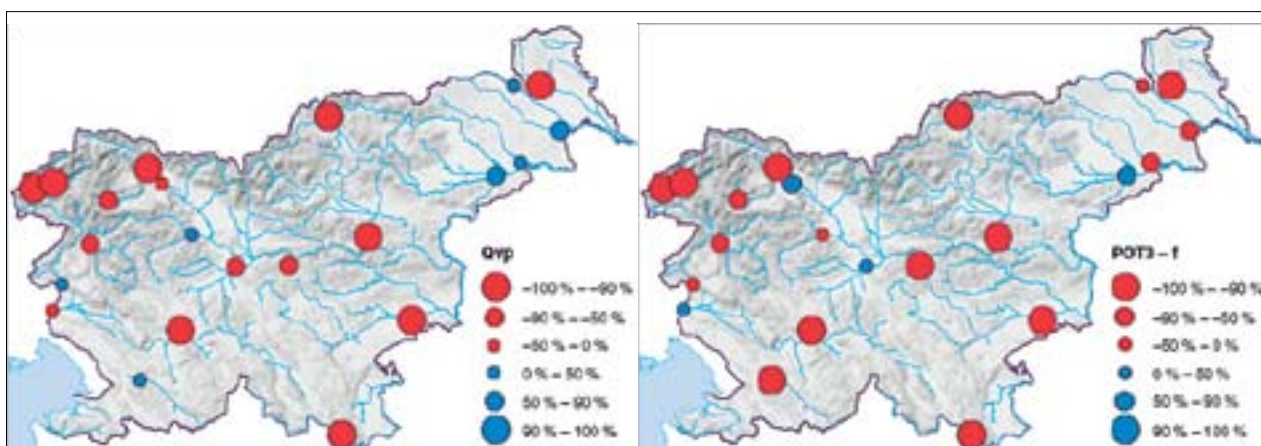 Qvp
–100 % – –90 %
–90 % – –50 %
–50 % – 0 %
0 % – 50 %
50 % – 90 %
90 % – 100 %
POT3 – f
–100 % – –90 %
–90 % – –50 %
–50 % – 0 %
0 % – 50 %
50 % – 90 %
90 % – 100 %